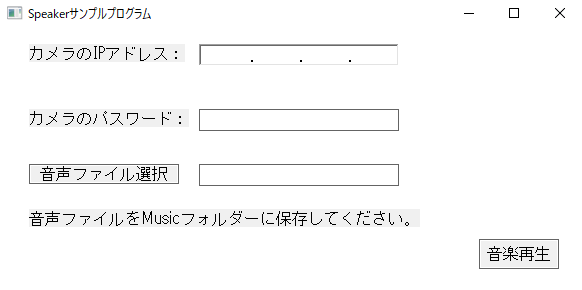 Speakerサンプルプログラム
カメラのIPアドレス：
. . .
カメラのパスワード：
音声ファイル選択
音声ファイルをMusicフォルダーに保存してください。
音楽再生